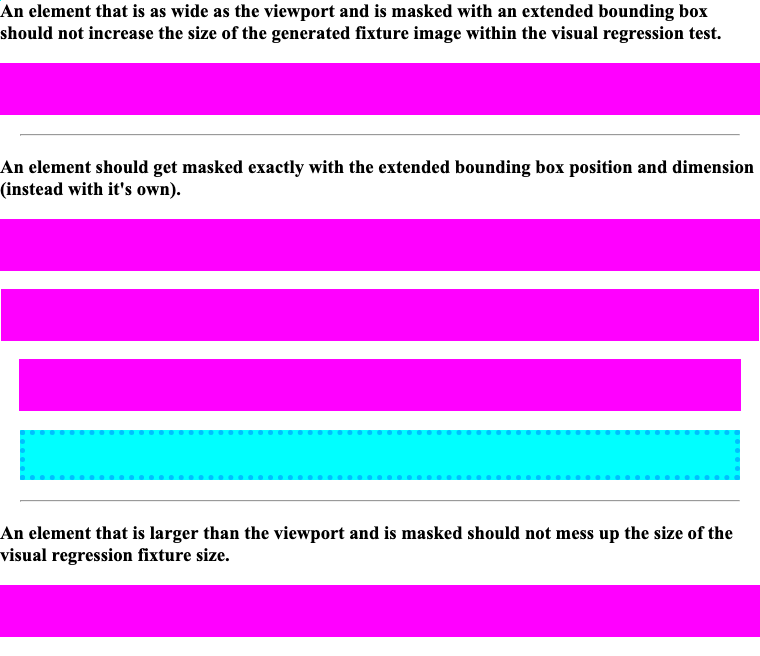 An element that is as wide as the viewport and is masked with an extended bounding box
should not increase the size of the generated fixture image within the visual regression test.
An element should get masked exactly with the extended bounding box position and dimension
(instead with it's own).
An element that is larger than the viewport and is masked should not mess up the size of the
visual regression fixture size.